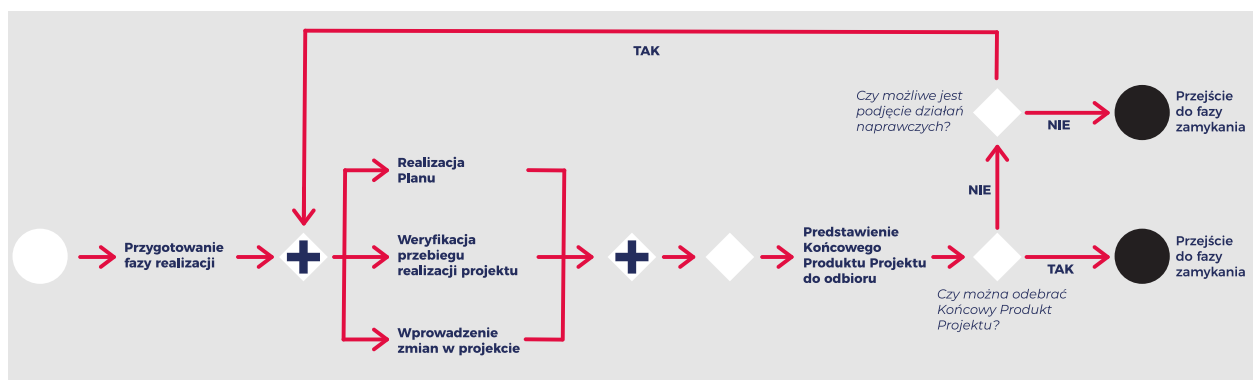 TAK
Czy możliwe jest
podjęcie działań
naprawczych?
NIE
Przejście
do fazy
zamykania
Realizacja
Planu
NIE
Przygotowanie
fazy realizacji
Weryfikacja
przebiegu
realizacji projektu
Predstawienie
Końcowego
Produktu Projektu
do odbioru
TAK
Przejście
do fazy
zamykania
Czy można odebrać
Końcowy Produkt
Projektu?
Wprowadzenie
zmian w projekcie